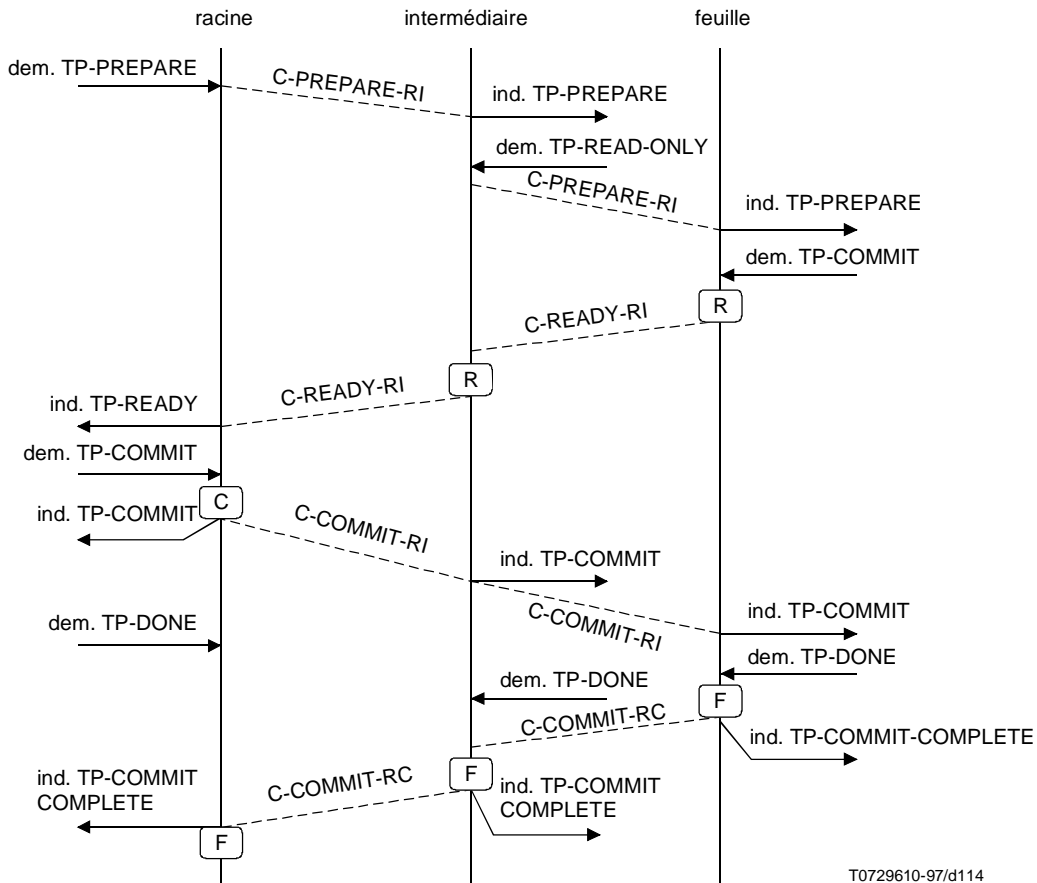 racine
intermédiaire
feuille
dem. TP-PREPARE
C-PREPARE-RI
ind. TP-PREPARE
dem. TP-READ-ONLY
C-PREPARE-RI
ind. TP-PREPARE
dem. TP-COMMIT
R
C-READY-RI
R
C-READY-RI
ind. TP-READY
dem. TP-COMMIT
C
ind. TP-COMMIT
C-COMMIT-RI
ind. TP-COMMIT
C-COMMIT-RI
ind. TP-COMMIT
dem. TP-DONE
dem. TP-DONE
dem. TP-DONE
F
C-COMMIT-RC
ind. TP-COMMIT-COMPLETE
F
C-COMMIT-RC
ind. TP-COMMIT
COMPLETE
ind. TP-COMMIT
COMPLETE
F
T0729610-97/d114